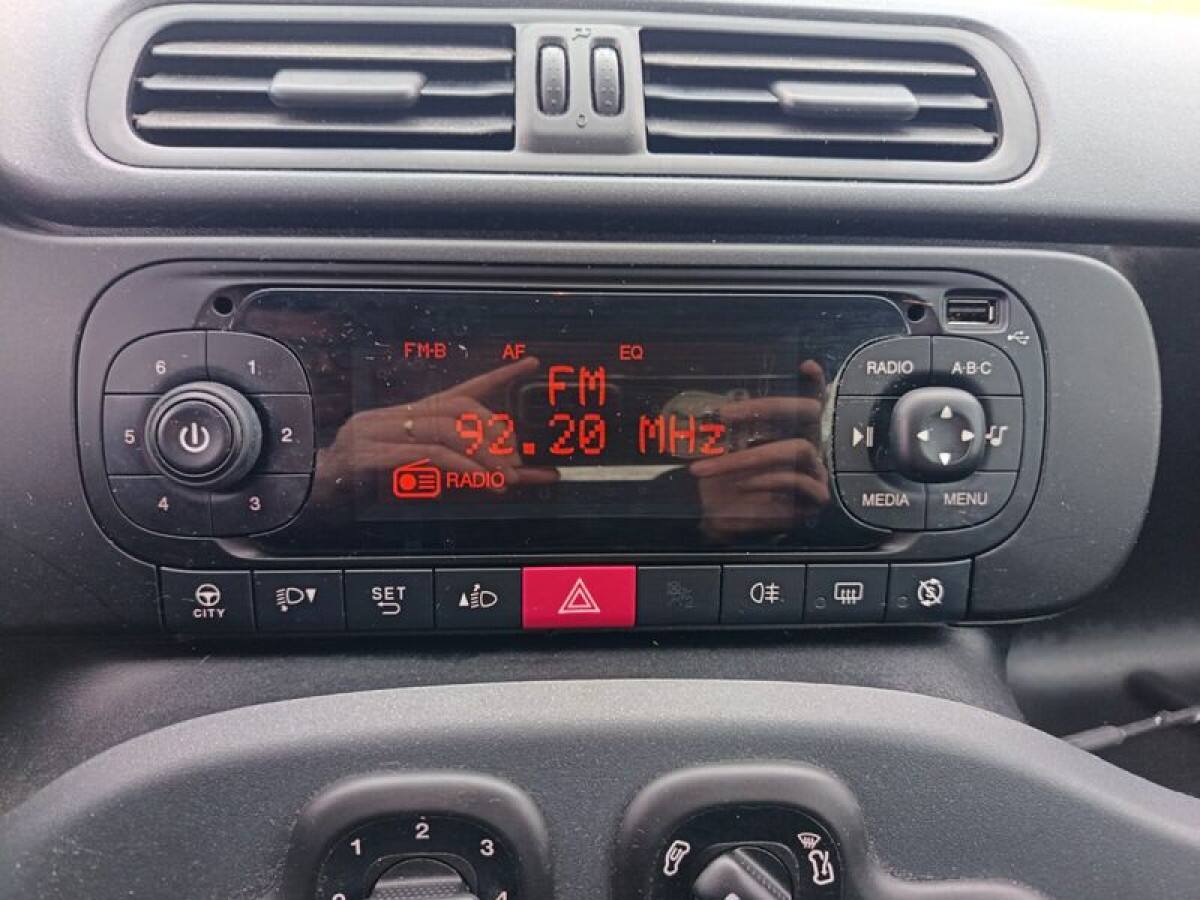 FM-B AF EQ
FM
92.20 MHz
RADIO
6 1
5 2
4 3
RADIO A·B·C
MEDIA MENU
CITY
SET
1 2 3